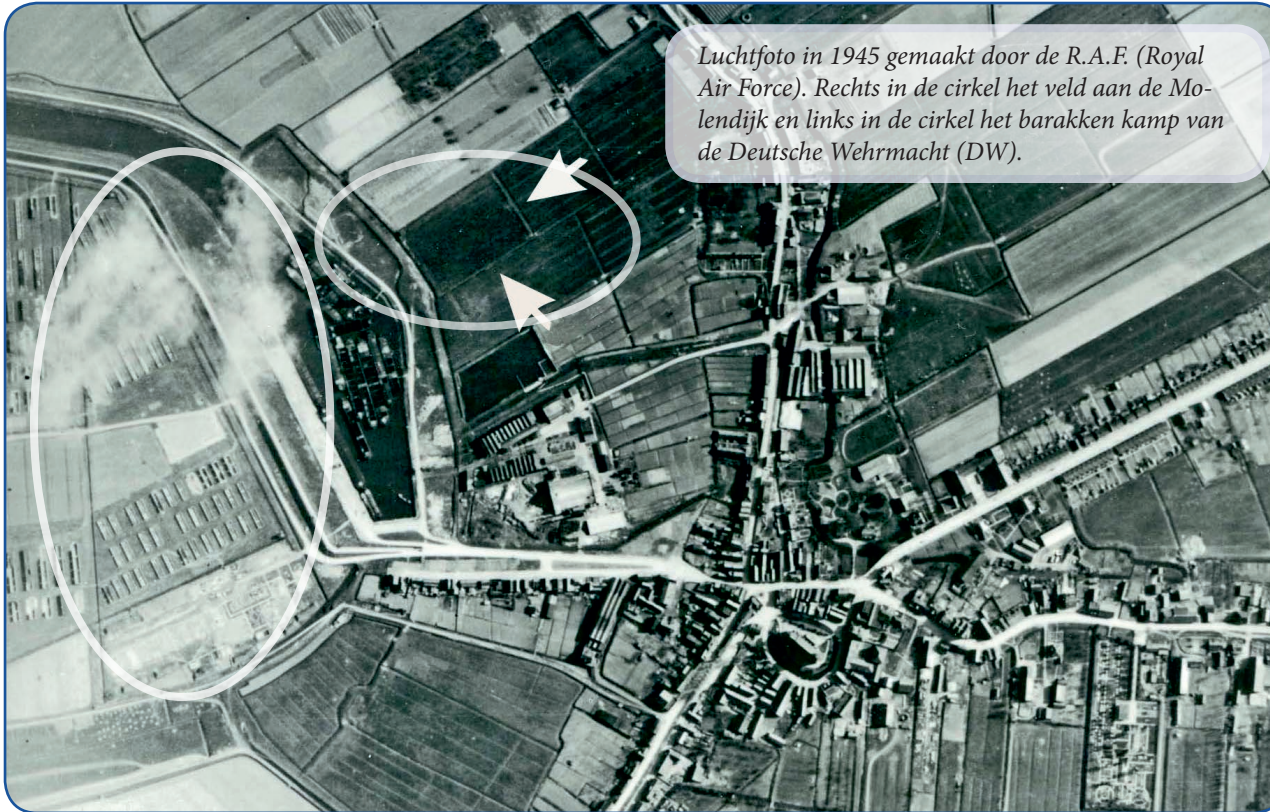 Luchtfoto in 1945 gemaakt door de R.A.F. (Royal
Air Force). Rechts in de cirkel het veld aan de Mo-
lendijk en links in de cirkel het barakken kamp van
de Deutsche Wehrmacht (DW).